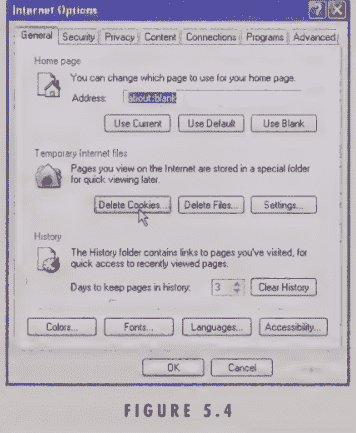 Internet Options
General Security Privacy Content Connections Programs Advanced
Home page
You can change which page to use for your home page.
Address: about:blank
Use Current Use Default Use Blank
Temporary Internet files
Pages you view on the Internet are stored in a special folder
for quick viewing later.
Delete Cookies... Delete Files... Settings...
History
The History folder contains links to pages you've visited, for
quick access to recently viewed pages.
Days to keep pages in history: 3 Clear History
Colors... Fonts... Languages... Accessibility...
OK Cancel
FIGURE 5.4